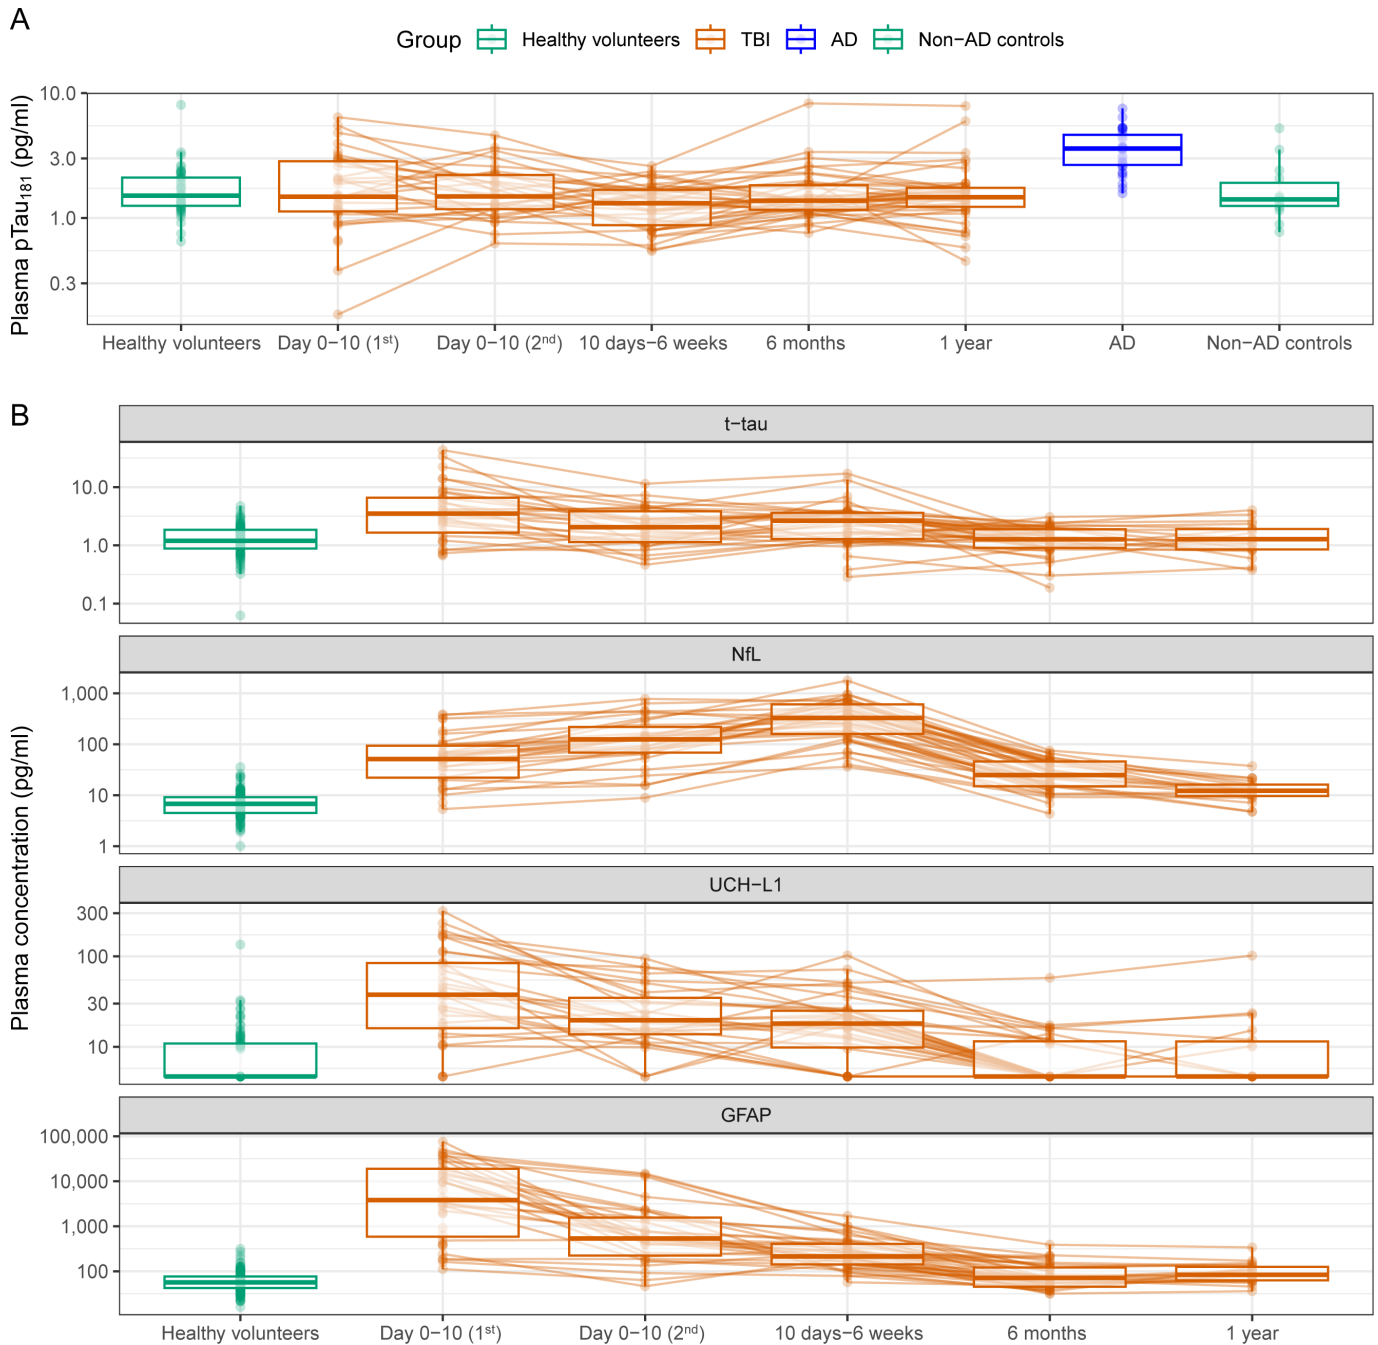 A
Group Healthy volunteers TBI AD Non−AD controls
Plasma pTau181 (pg/ml)
10.0
3.0
1.0
0.3
Healthy volunteers Day 0−10 (1st) Day 0−10 (2nd) 10 days−6 weeks 6 months 1 year AD Non−AD controls
B
Plasma concentration (pg/ml)
t−tau
10.0
1.0
0.1
NfL
1,000
100
10
1
UCH−L1
300
100
30
10
GFAP
100,000
10,000
1,000
100
Healthy volunteers Day 0−10 (1st) Day 0−10 (2nd) 10 days−6 weeks 6 months 1 year